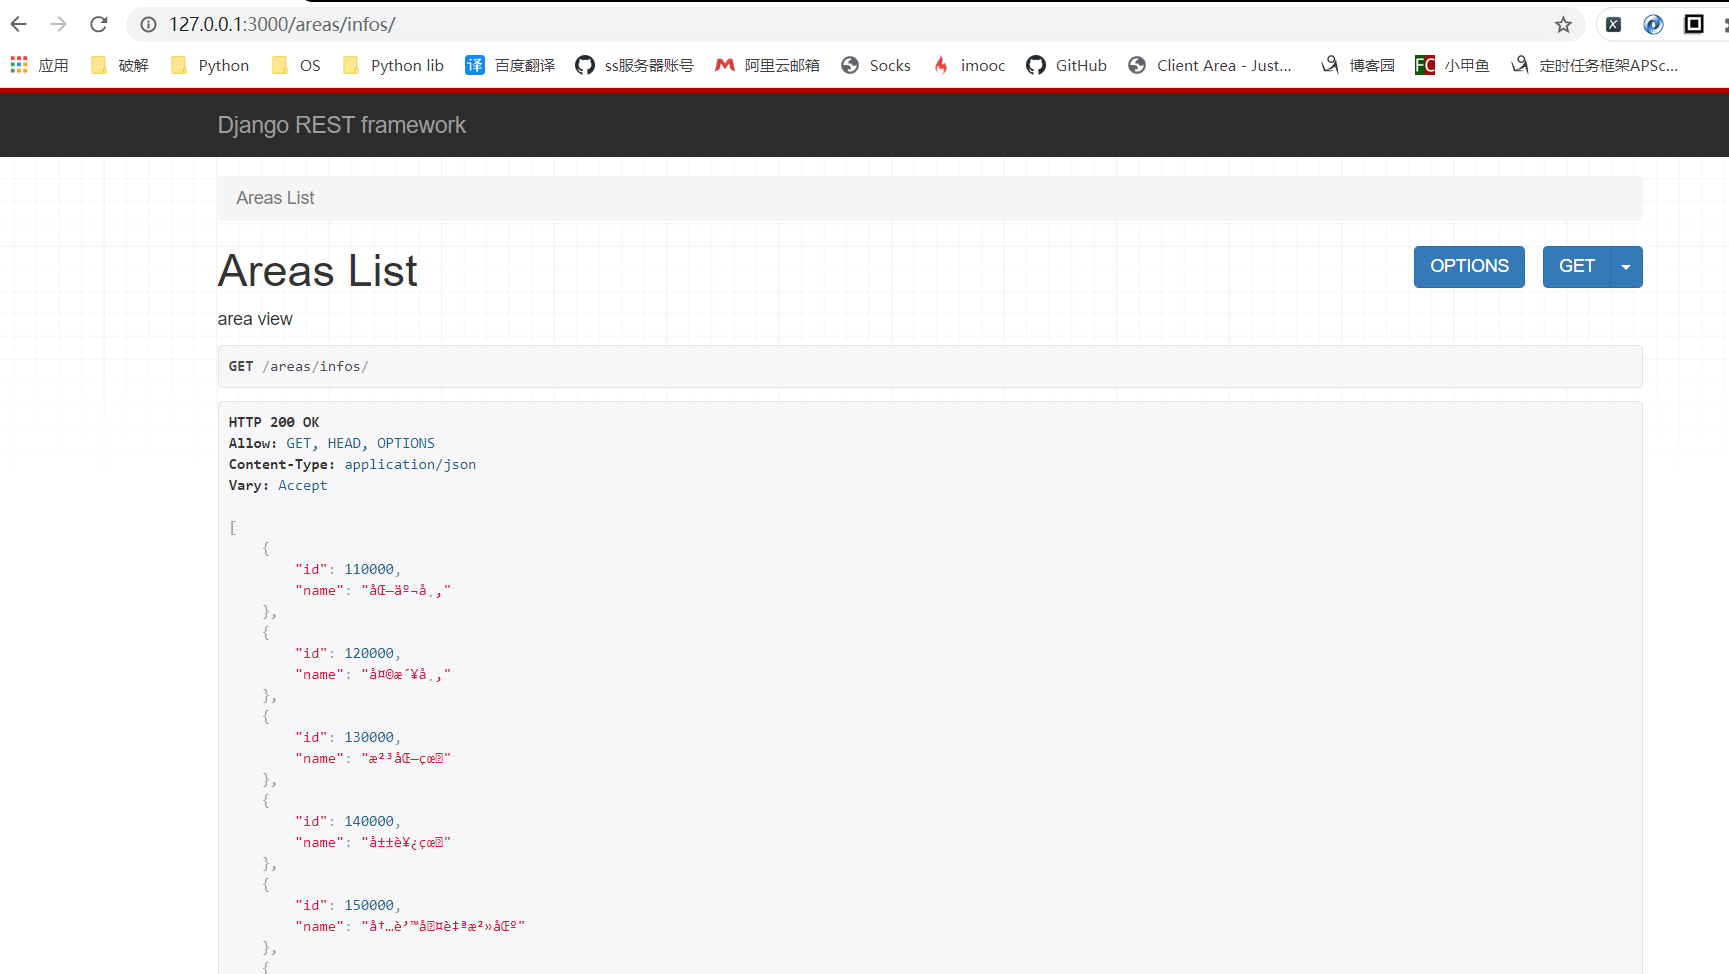 127.0.0.1:3000/areas/infos/
应用 破解 Python OS Python lib 译 百度翻译 ss服务器账号 阿里云邮箱 Socks imooc GitHub Client Area - Just... 博客园 FC 小甲鱼 定时任务框架APSc...
Django REST framework
Areas List
Areas List OPTIONS GET
area view
GET /areas/infos/
HTTP 200 OK
Allow: GET, HEAD, OPTIONS
Content-Type: application/json
Vary: Accept
[
{
"id": 110000,
"name": "åŒ—äº¬å¸‚"
},
{
"id": 120000,
"name": "å¤©æ´¥å¸‚"
},
{
"id": 130000,
"name": "æ²³åŒ—çœ"
},
{
"id": 140000,
"name": "å±±è¥¿çœ"
},
{
"id": 150000,
"name": "å†…è’™å¤è‡ªæ²»åŒº"
},
{